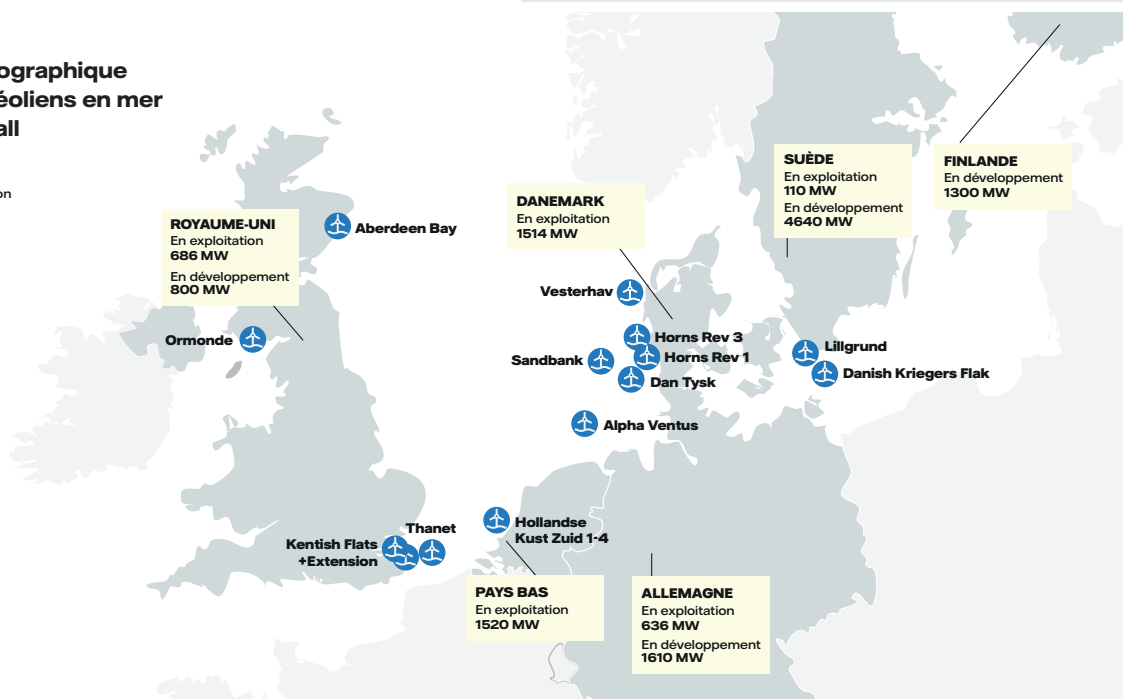 ographique
éoliens en mer
all
on
ROYAUME-UNI
En exploitation
686 MW
En développement
800 MW
Aberdeen Bay
Ormonde
DANEMARK
En exploitation
1514 MW
SUÈDE
En exploitation
110 MW
En développement
4640 MW
FINLANDE
En développement
1300 MW
Vesterhav
Horns Rev 3
Horns Rev 1
Sandbank
Dan Tysk
Alpha Ventus
Lillgrund
Danish Kriegers Flak
Thanet
Kentish Flats
+Extension
Hollandse
Kust Zuid 1-4
PAYS BAS
En exploitation
1520 MW
ALLEMAGNE
En exploitation
636 MW
En développement
1610 MW